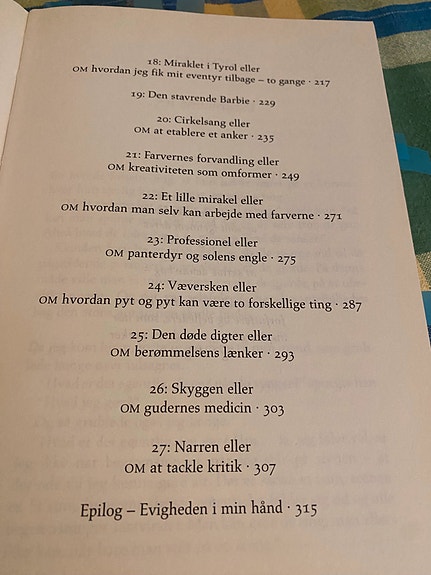 18: Miraklet i Tyrol eller
OM hvordan jeg fik mit eventyr tilbage – to gange · 217
19: Den stavrende Barbie · 229
20: Cirkelsang eller
OM at etablere et anker · 235
21: Farvernes forvandling eller
OM kreativiteten som omformer · 249
22: Et lille mirakel eller
OM hvordan man selv kan arbejde med farverne · 271
23: Professionel eller
OM panterdyr og solens engle · 275
24: Væversken eller
OM hvordan pyt og pyt kan være to forskellige ting · 287
25: Den døde digter eller
OM berømmelsens lænker · 293
26: Skyggen eller
OM gudernes medicin · 303
27: Narren eller
OM at tackle kritik · 307
Epilog – Evigheden i min hånd · 315